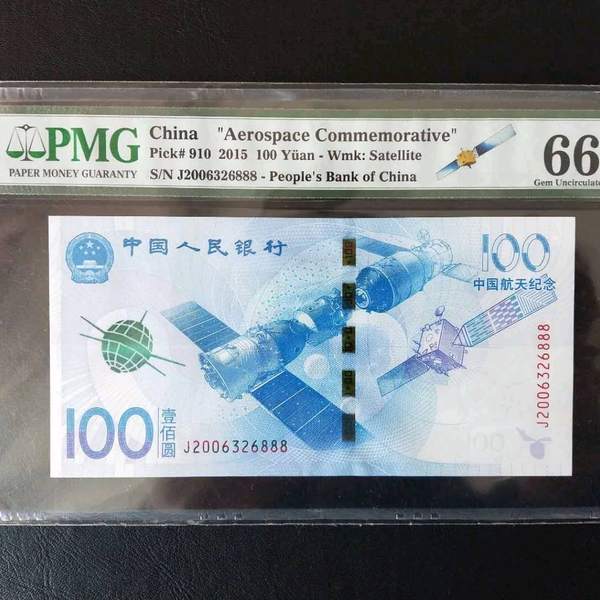 PMG
PAPER MONEY GUARANTY
China "Aerospace Commemorative"
Pick# 910 2015 100 Yüan - Wmk: Satellite
S/N J2006326888 - People's Bank of China
66
Gem Uncirculate
中国人民银行
100
中国航天纪念
J2006326888
100
壹佰圆
J2006326888